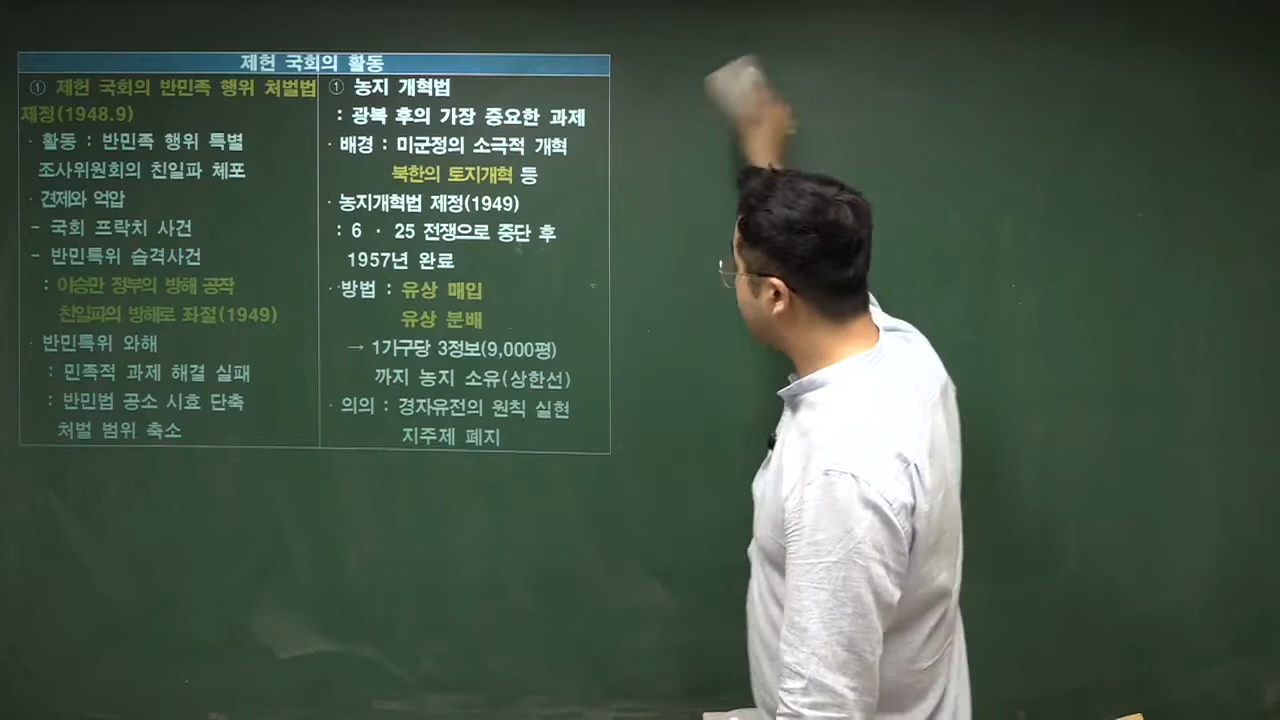 제헌 국회의 활동
① 제헌 국회의 반민족 행위 처벌법
제정(1948.9)
· 활동 : 반민족 행위 특별
조사위원회의 친일파 체포
· 견제와 억압
- 국회 프락치 사건
- 반민특위 습격사건
: 이승만 정부의 방해 공작
친일파의 방해로 좌절(1949)
· 반민특위 와해
: 민족적 과제 해결 실패
: 반민법 공소 시효 단축
처벌 범위 축소
① 농지 개혁법
: 광복 후의 가장 중요한 과제
· 배경 : 미군정의 소극적 개혁
북한의 토지개혁 등
· 농지개혁법 제정(1949)
: 6 · 25 전쟁으로 중단 후
1957년 완료
· 방법 : 유상 매입
유상 분배
→ 1가구당 3정보(9,000평)
까지 농지 소유(상한선)
· 의의 : 경자유전의 원칙 실현
지주제 폐지